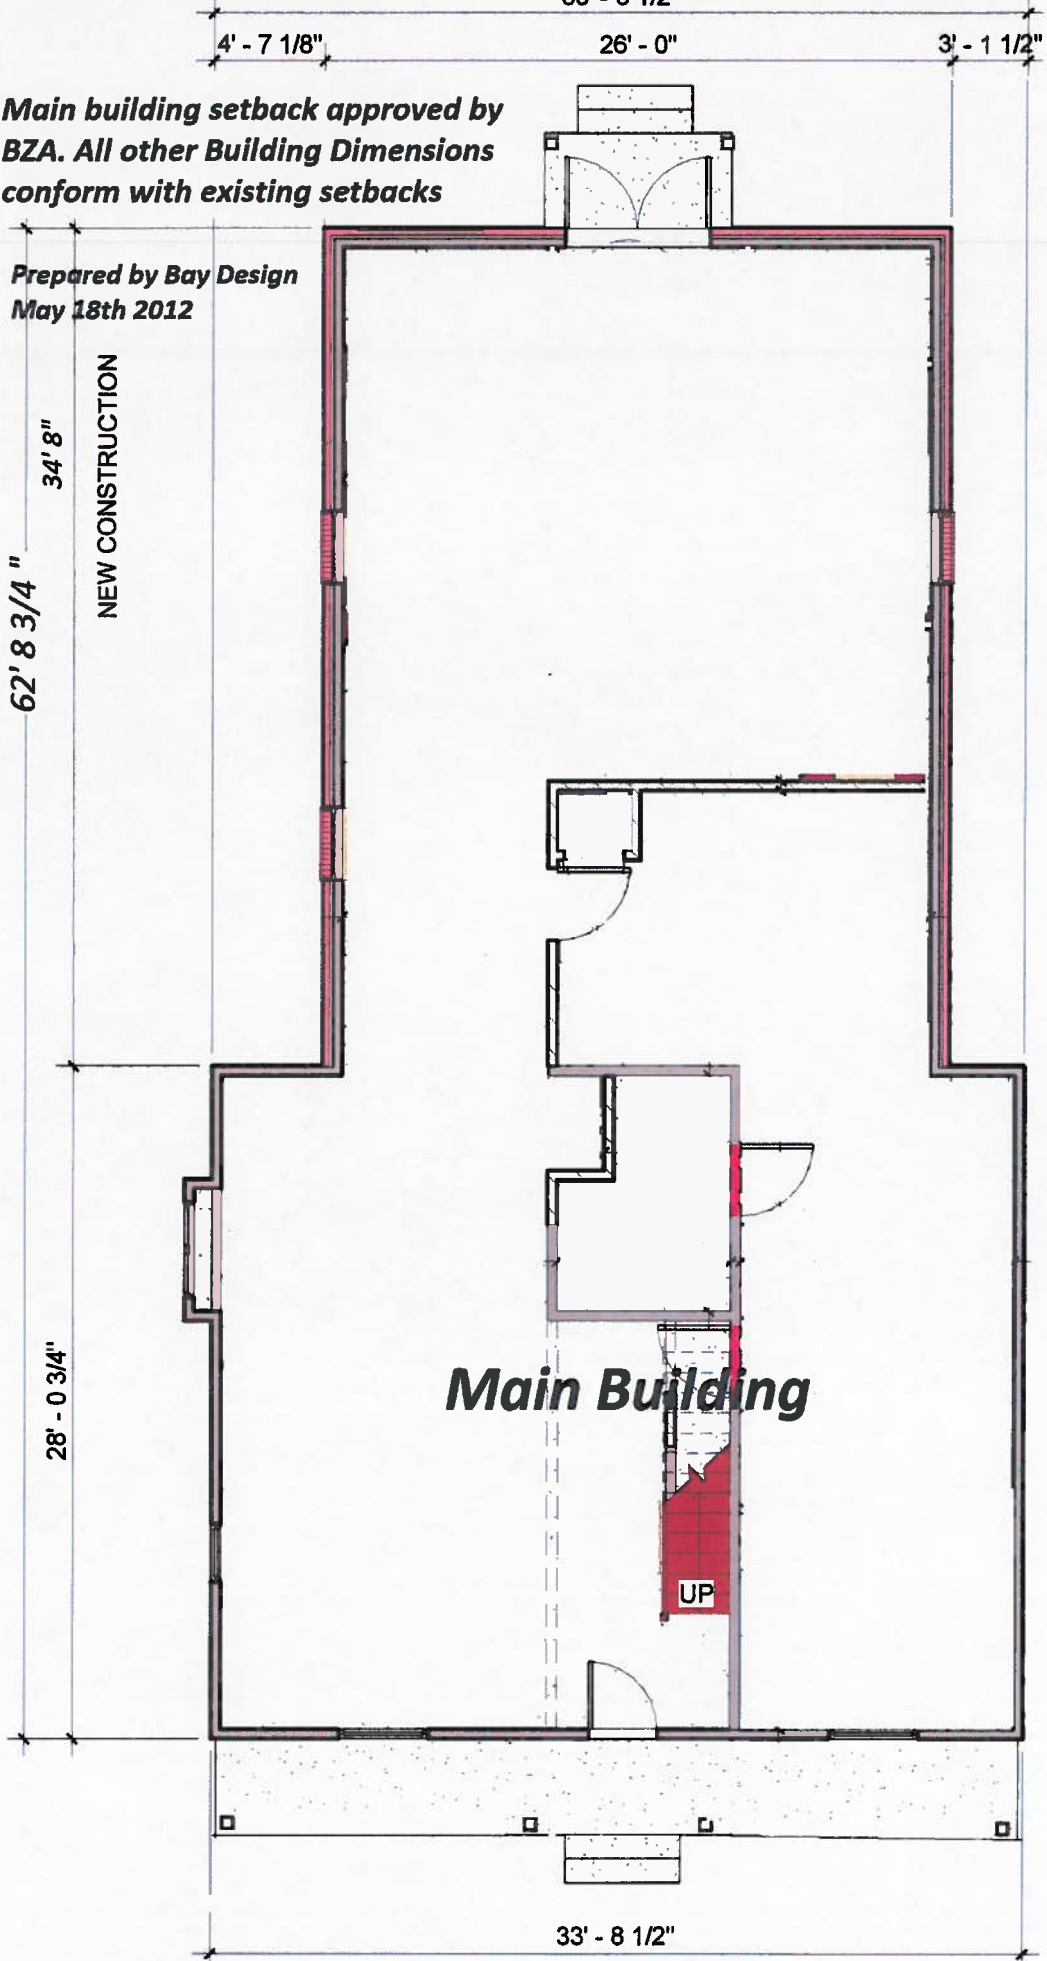 4' - 7 1/8"
26' - 0"
3' - 1 1/2"
Main building setback approved by
BZA. All other Building Dimensions
conform with existing setbacks
Prepared by Bay Design
May 18th 2012
34' 8"
NEW CONSTRUCTION
62' 8 3/4 "
28' - 0 3/4"
Main Building
UP
33' - 8 1/2"